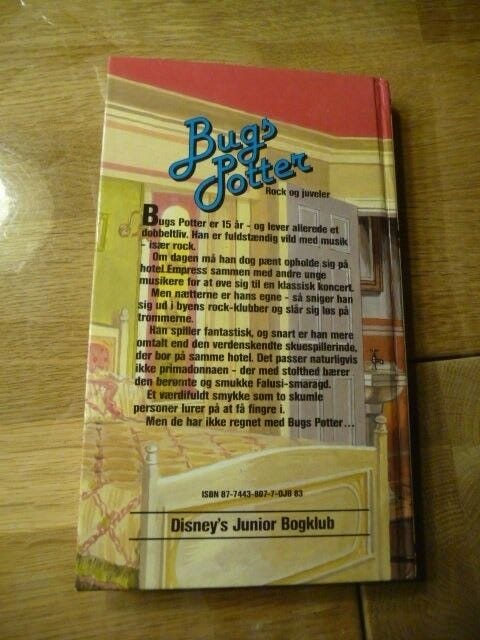 Bugs
Potter
Rock og juveler
Bugs Potter er 15 år - og lever allerede et
dobbeltliv. Han er fuldstændig vild med musik
- især rock.
Om dagen må han dog pænt opholde sig på
hotel Empress sammen med andre unge
musikere for at øve sig til en klassisk koncert.
Men nætterne er hans egne - så sniger han
sig ud i byens rock-klubber og slår sig løs på
trommerne.
Han spiller fantastisk, og snart er han mere
omtalt end den verdenskendte skuespillerinde,
der bor på samme hotel. Det passer naturligvis
ikke primadonnaen - der med stolthed bærer
den berømte og smukke Falusi-smaragd.
Et værdifuldt smykke som to skumle
personer lurer på at få fingre i.
Men de har ikke regnet med Bugs Potter...
ISBN 87-7443-807-7-DJB 83
Disney's Junior Bogklub